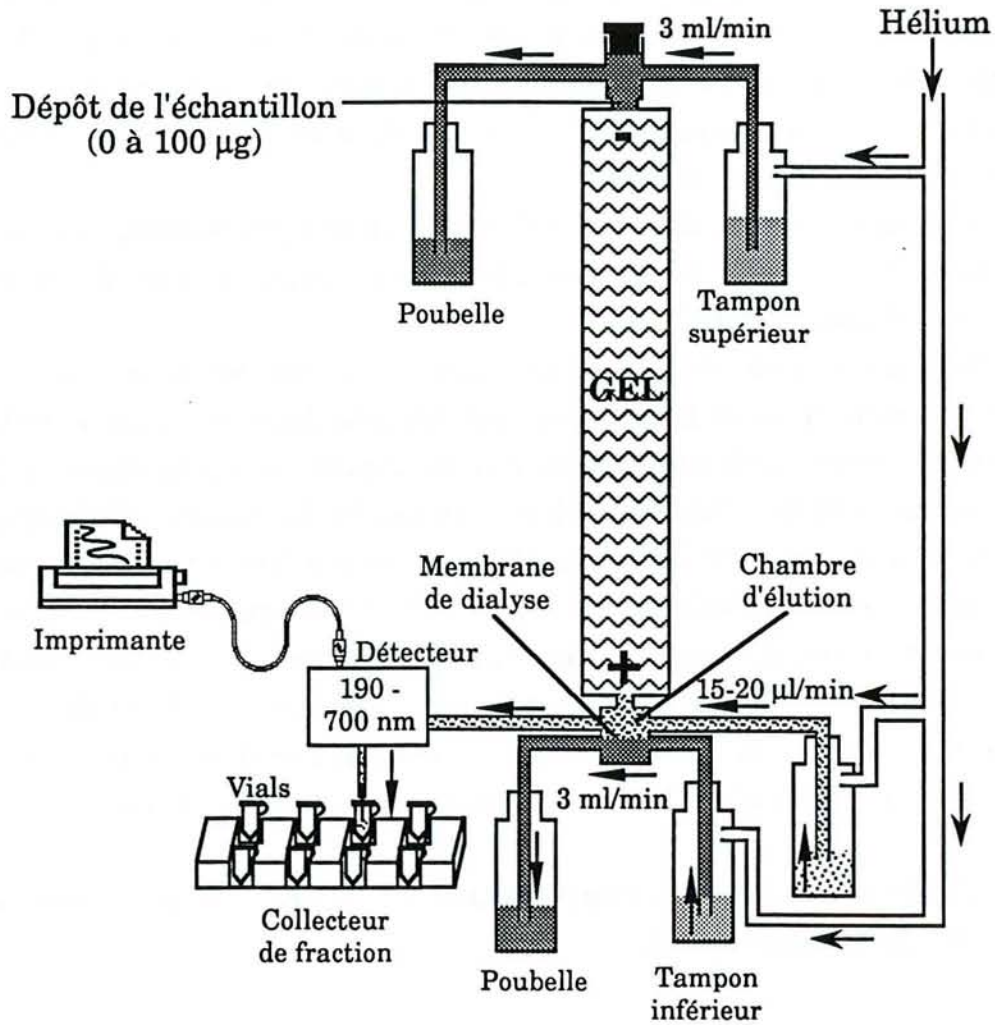 3 ml/min
Hélium
Dépôt de l'échantillon
(0 à 100 µg)
-
Poubelle
Tampon
supérieur
GEL
Membrane
de dialyse
Chambre
d'élution
Imprimante
Détecteur
190 -
700 nm
+
15-20 µl/min
3 ml/min
Vials
Collecteur
de fraction
Poubelle
Tampon
inférieur